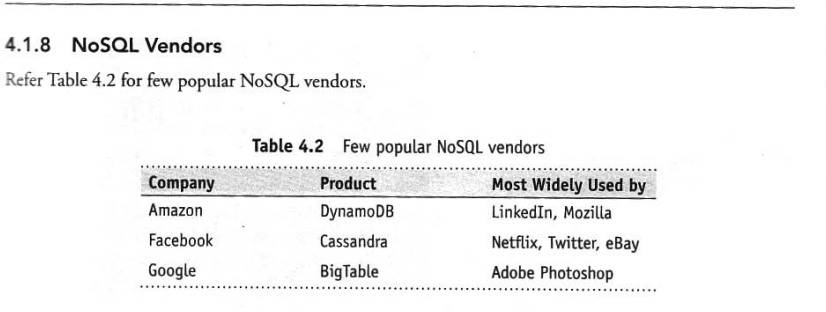 4.1.8 NoSQL Vendors
Refer Table 4.2 for few popular NoSQL vendors.
Table 4.2 Few popular NoSQL vendors
Company Product Most Widely Used by
Amazon DynamoDB LinkedIn, Mozilla
Facebook Cassandra Netflix, Twitter, eBay
Google BigTable Adobe Photoshop